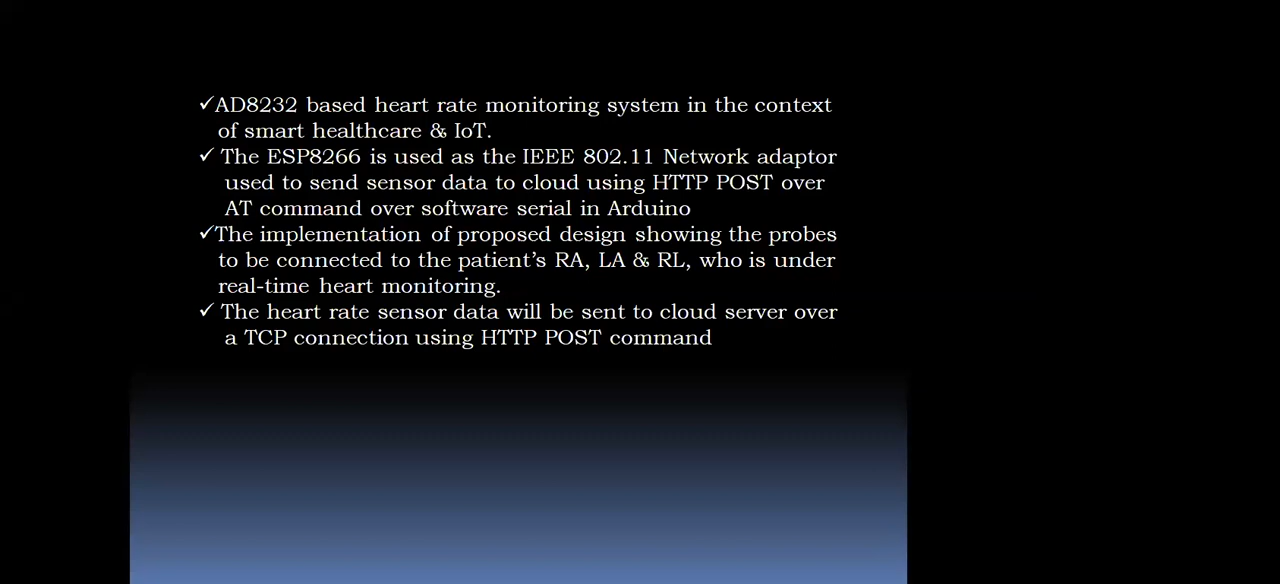 ✓AD8232 based heart rate monitoring system in the context
of smart healthcare & IoT.
✓ The ESP8266 is used as the IEEE 802.11 Network adaptor
used to send sensor data to cloud using HTTP POST over
AT command over software serial in Arduino
✓The implementation of proposed design showing the probes
to be connected to the patient’s RA, LA & RL, who is under
real-time heart monitoring.
✓ The heart rate sensor data will be sent to cloud server over
a TCP connection using HTTP POST command